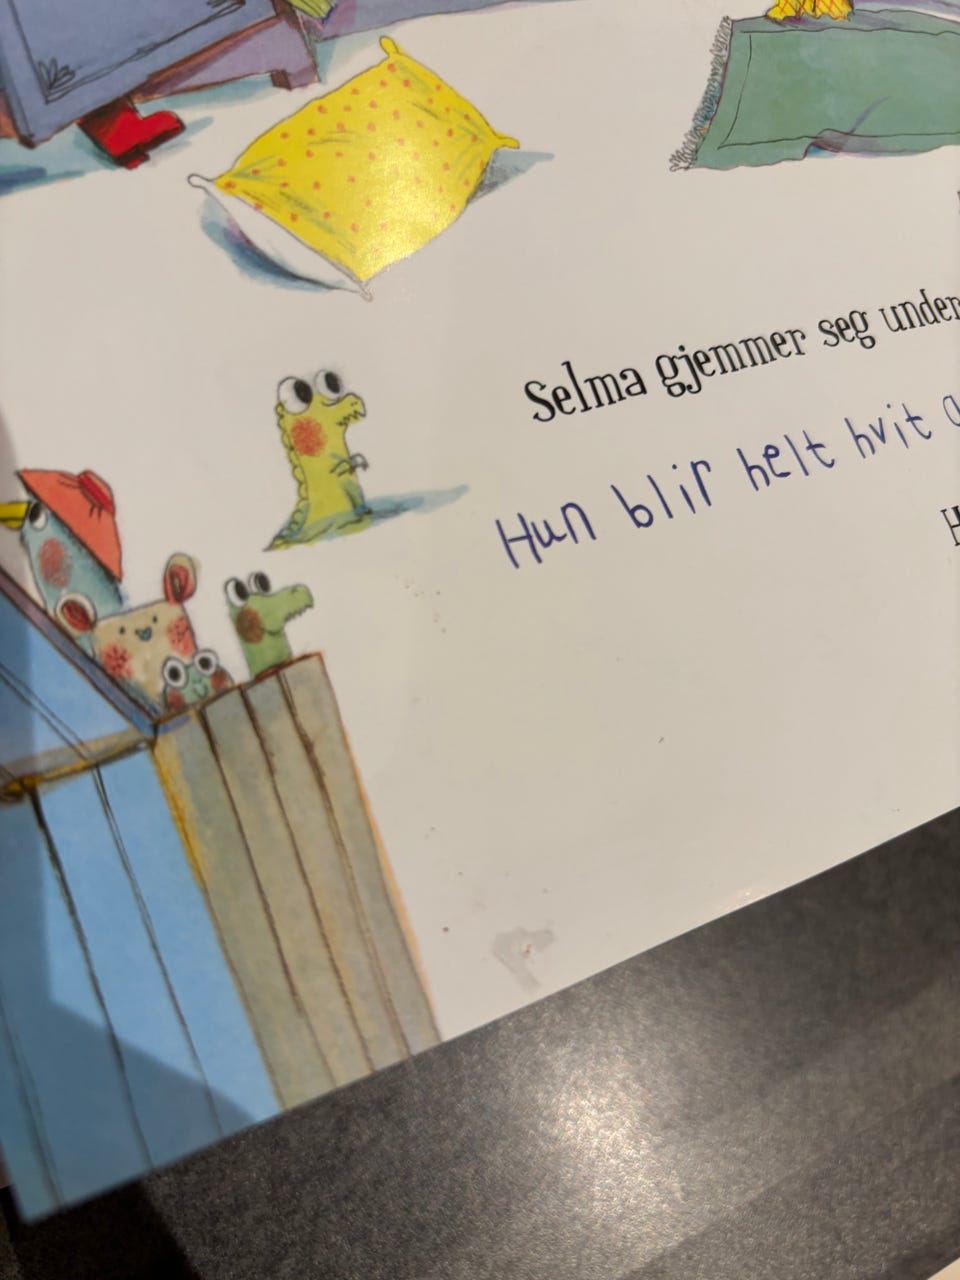 Selma gjemmer seg under
Hun blir helt hvit
H